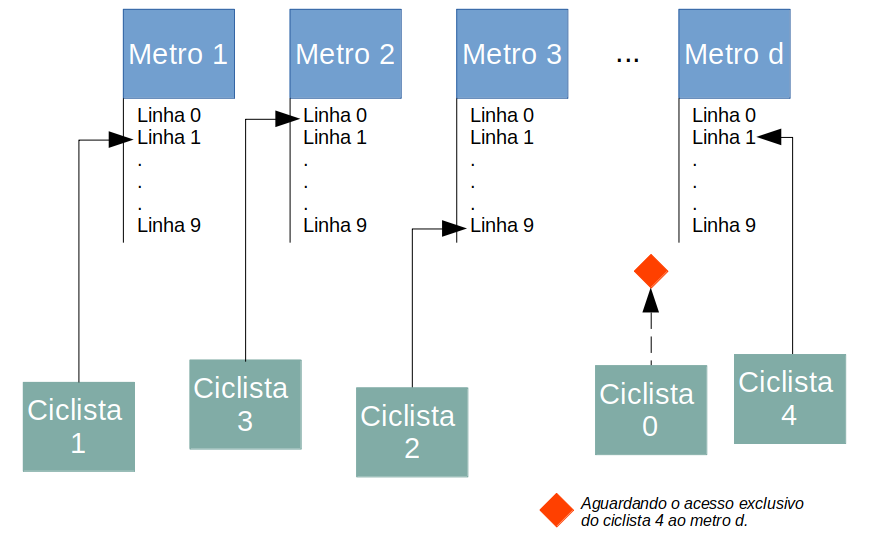 Metro 1
Metro 2
Metro 3
...
Metro d
Linha 0
Linha 1
.
.
.
Linha 9
Linha 0
Linha 1
.
.
.
Linha 9
Linha 0
Linha 1
.
.
.
Linha 9
Linha 0
Linha 1
.
.
.
Linha 9
Ciclista
1
Ciclista
3
Ciclista
2
Ciclista
0
Ciclista
4
Aguardando o acesso exclusivo
do ciclista 4 ao metro d.